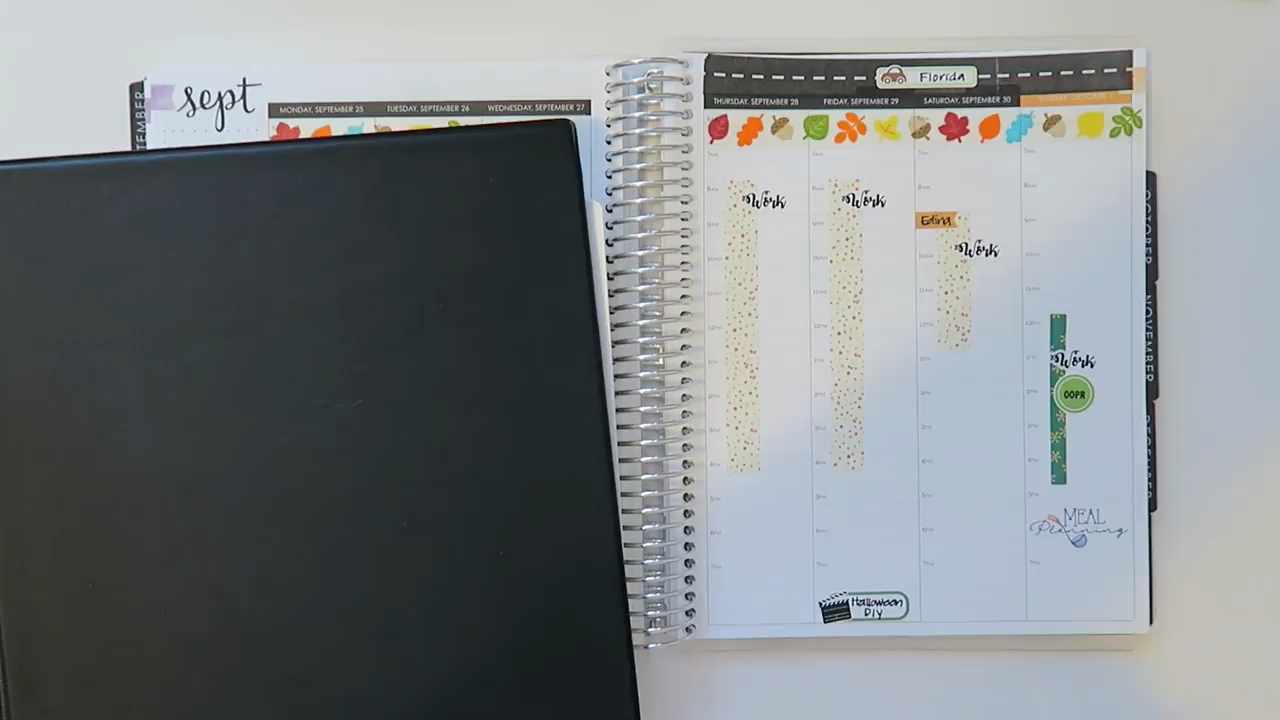 sept
MONDAY, SEPTEMBER 25
TUESDAY, SEPTEMBER 26
WEDNESDAY, SEPTEMBER 27
Florida
THURSDAY, SEPTEMBER 28
FRIDAY, SEPTEMBER 29
SATURDAY, SEPTEMBER 30
Work
Work
Edina
Work
Work
OOPR
MEAL
Planning
Halloween
DIY
OCTOBER
NOVEMBER
DECEMBER